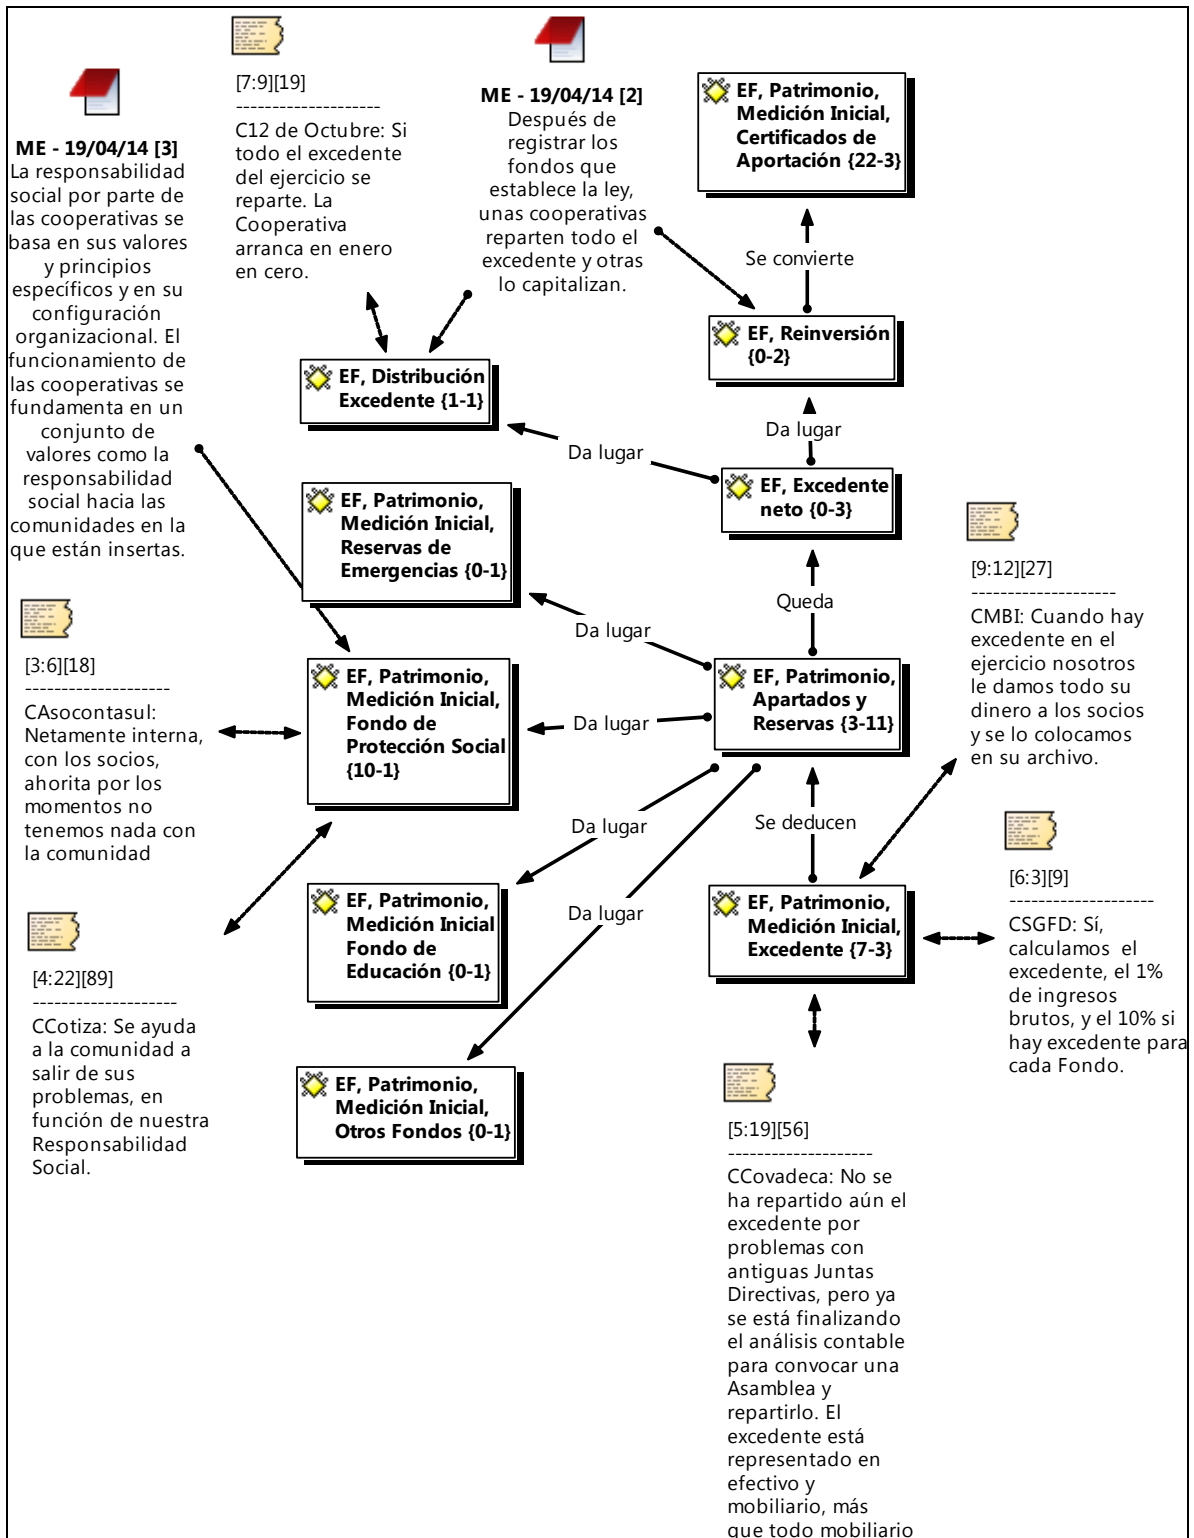 ME - 19/04/14 [3]
La responsabilidad
social por parte de
las cooperativas se
basa en sus valores
y principios
específicos y en su
configuración
organizacional. El
funcionamiento de
las cooperativas se
fundamenta en un
conjunto de
valores como la
responsabilidad
social hacia las
comunidades en la
que están insertas.
[7:9][19]
--------------------
C12 de Octubre: Si
todo el excedente
del ejercicio se
reparte. La
Cooperativa
arranca en enero
en cero.
ME - 19/04/14 [2]
Después de
registrar los
fondos que
establece la ley,
unas cooperativas
reparten todo el
excedente y otras
lo capitalizan.
EF, Patrimonio,
Medición Inicial,
Certificados de
Aportación {22-3}
Se convierte
EF, Reinversión
{0-2}
EF, Distribución
Excedente {1-1}
Da lugar
Da lugar
EF, Excedente
neto {0-3}
EF, Patrimonio,
Medición Inicial,
Reservas de
Emergencias {0-1}
Queda
Da lugar
[9:12][27]
--------------------
CMBI: Cuando hay
excedente en el
ejercicio nosotros
le damos todo su
dinero a los socios
y se lo colocamos
en su archivo.
[3:6][18]
--------------------
CAsocontasul:
Netamente interna,
con los socios,
ahorita por los
momentos no
tenemos nada con
la comunidad
EF, Patrimonio,
Medición Inicial,
Fondo de
Protección Social
{10-1}
Da lugar
EF, Patrimonio,
Apartados y
Reservas {3-11}
Da lugar
Se deducen
[4:22][89]
--------------------
CCotiza: Se ayuda
a la comunidad a
salir de sus
problemas, en
función de nuestra
Responsabilidad
Social.
EF, Patrimonio,
Medición Inicial
Fondo de
Educación {0-1}
Da lugar
EF, Patrimonio,
Medición Inicial,
Excedente {7-3}
[6:3][9]
--------------------
CSGFD: Sí,
calculamos  el
excedente, el 1%
de ingresos
brutos, y el 10% si
hay excedente para
cada Fondo.
EF, Patrimonio,
Medición Inicial,
Otros Fondos {0-1}
[5:19][56]
--------------------
CCovadeca: No se
ha repartido aún el
excedente por
problemas con
antiguas Juntas
Directivas, pero ya
se está finalizando
el análisis contable
para convocar una
Asamblea y
repartirlo. El
excedente está
representado en
efectivo y
mobiliario, más
que todo mobiliario